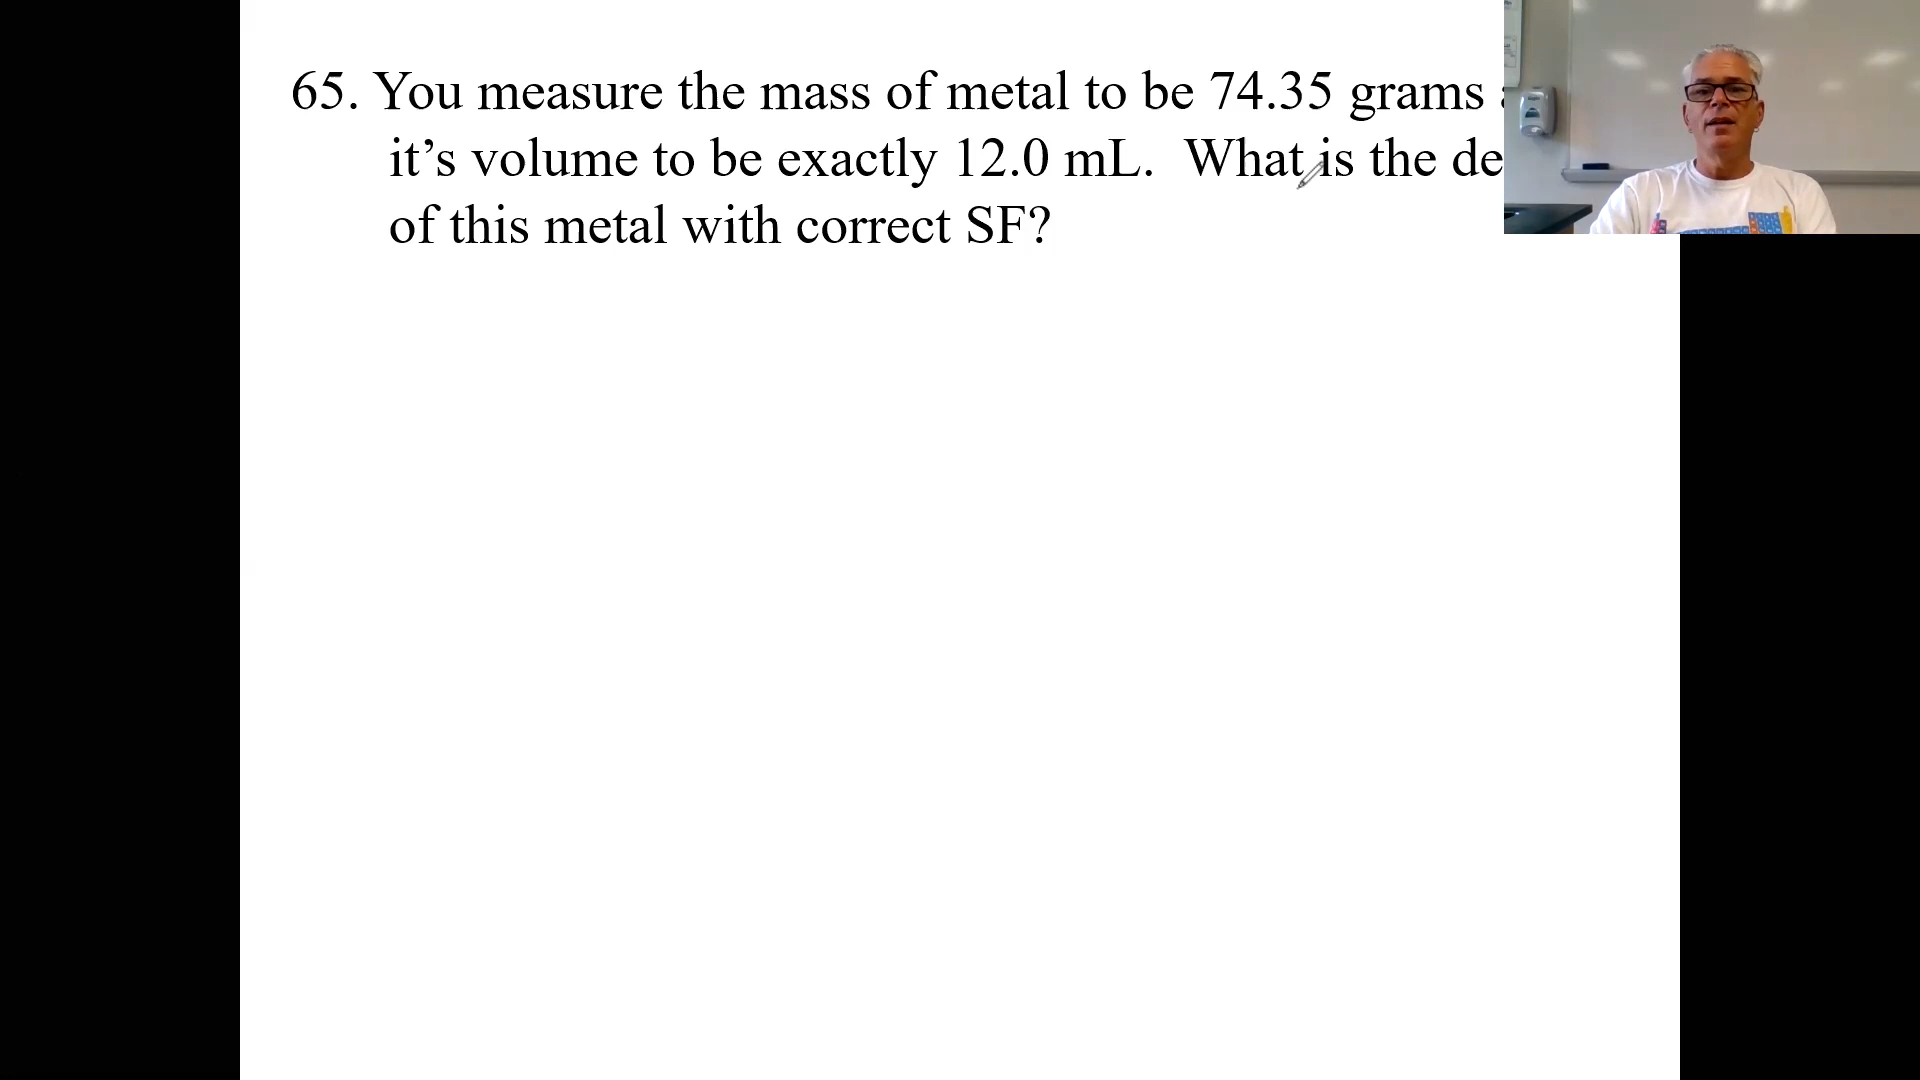 65. You measure the mass of metal to be 74.35 grams
it’s volume to be exactly 12.0 mL. What is the
of this metal with correct SF?